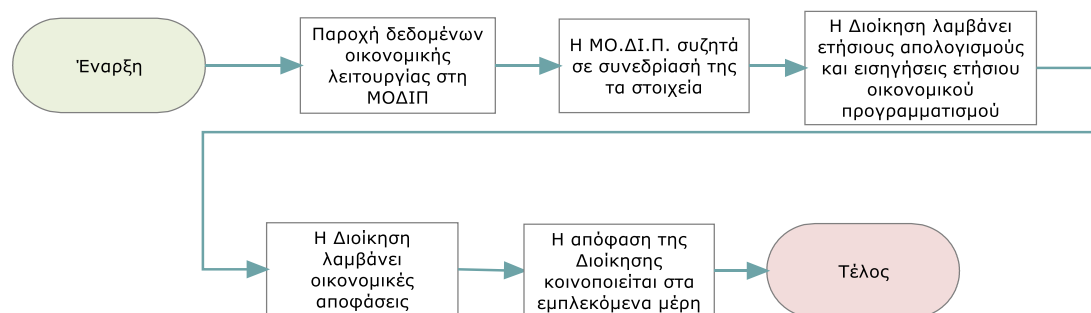 Έναρξη
Παροχή δεδομένων
οικονομικής
λειτουργίας στη
ΜΟΔΙΠ
Η ΜΟ.ΔΙ.Π. συζητά
σε συνεδρίασή της
τα στοιχεία
Η Διοίκηση λαμβάνει
ετήσιους απολογισμούς
και εισηγήσεις ετήσιου
οικονομικού
προγραμματισμού
Η Διοίκηση
λαμβάνει
οικονομικές
αποφάσεις
Η απόφαση της
Διοίκησης
κοινοποιείται στα
εμπλεκόμενα μέρη
Τέλος